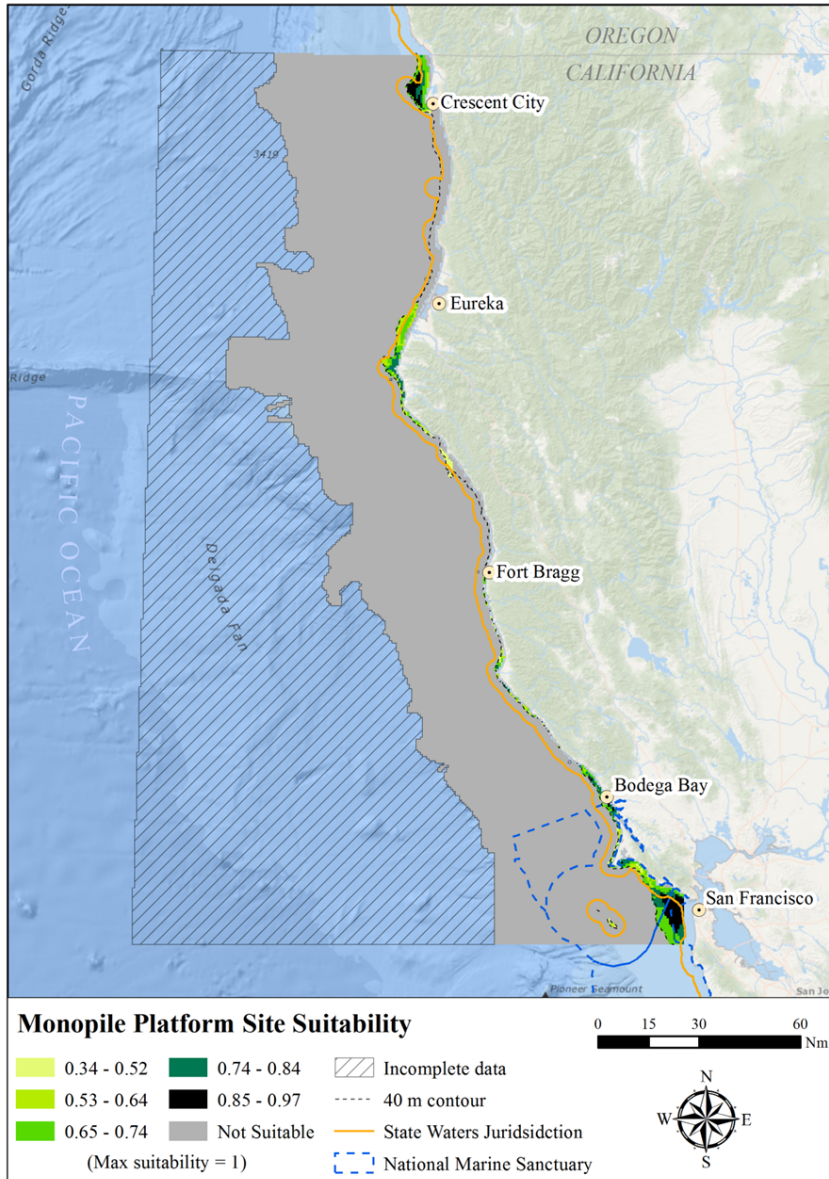 OREGON
CALIFORNIA
Gorda Ridge
Crescent City
3419
Eureka
Ridge
PACIFIC OCEAN
Fort Bragg
Delgada Fan
Bodega Bay
San Francisco
Pioneer Seamount
San Jo
Monopile Platform Site Suitability
0 15 30 60
Nm
0.34 - 0.52
0.53 - 0.64
0.65 - 0.74
(Max suitability = 1)
0.74 - 0.84
0.85 - 0.97
Not Suitable
Incomplete data
40 m contour
State Waters Juridsidction
National Marine Sanctuary
N
W E
S